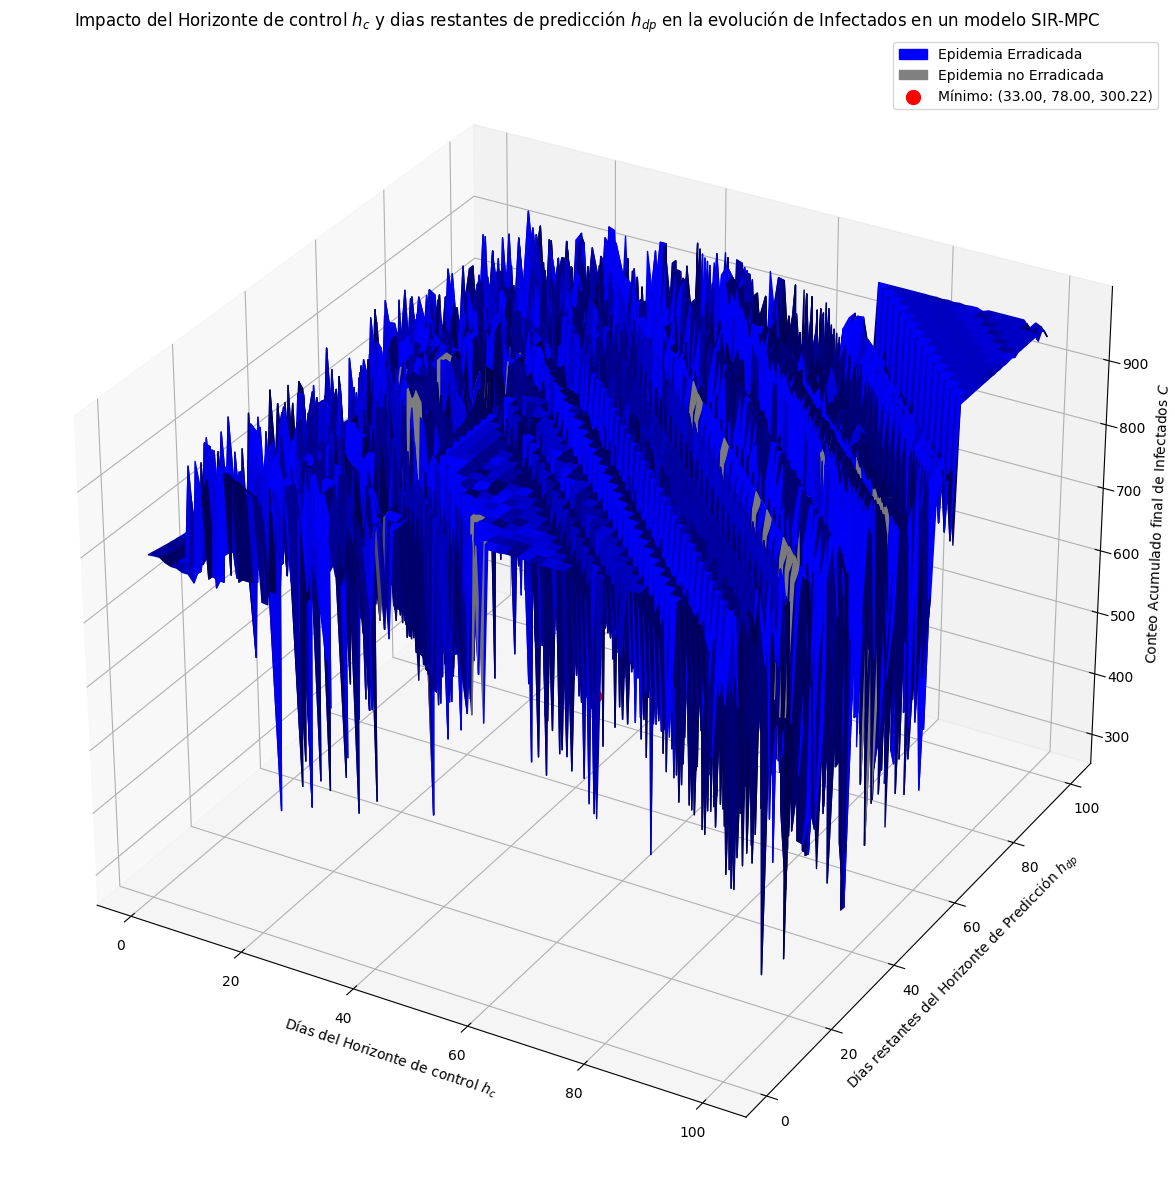 Impacto del Horizonte de control $h_c$ y dias restantes de predicción $h_{dp}$ en la evolución de Infectados en un modelo SIR-MPC
Epidemia Erradicada
Epidemia no Erradicada
Mínimo: (33.00, 78.00, 300.22)
900
800
700
600
500
400
300
Conteo Acumulado final de Infectados C
100
80
60
40
20
0
Días restantes del Horizonte de Predicción $h_{dp}$
0
20
40
60
80
100
Días del Horizonte de control $h_c$